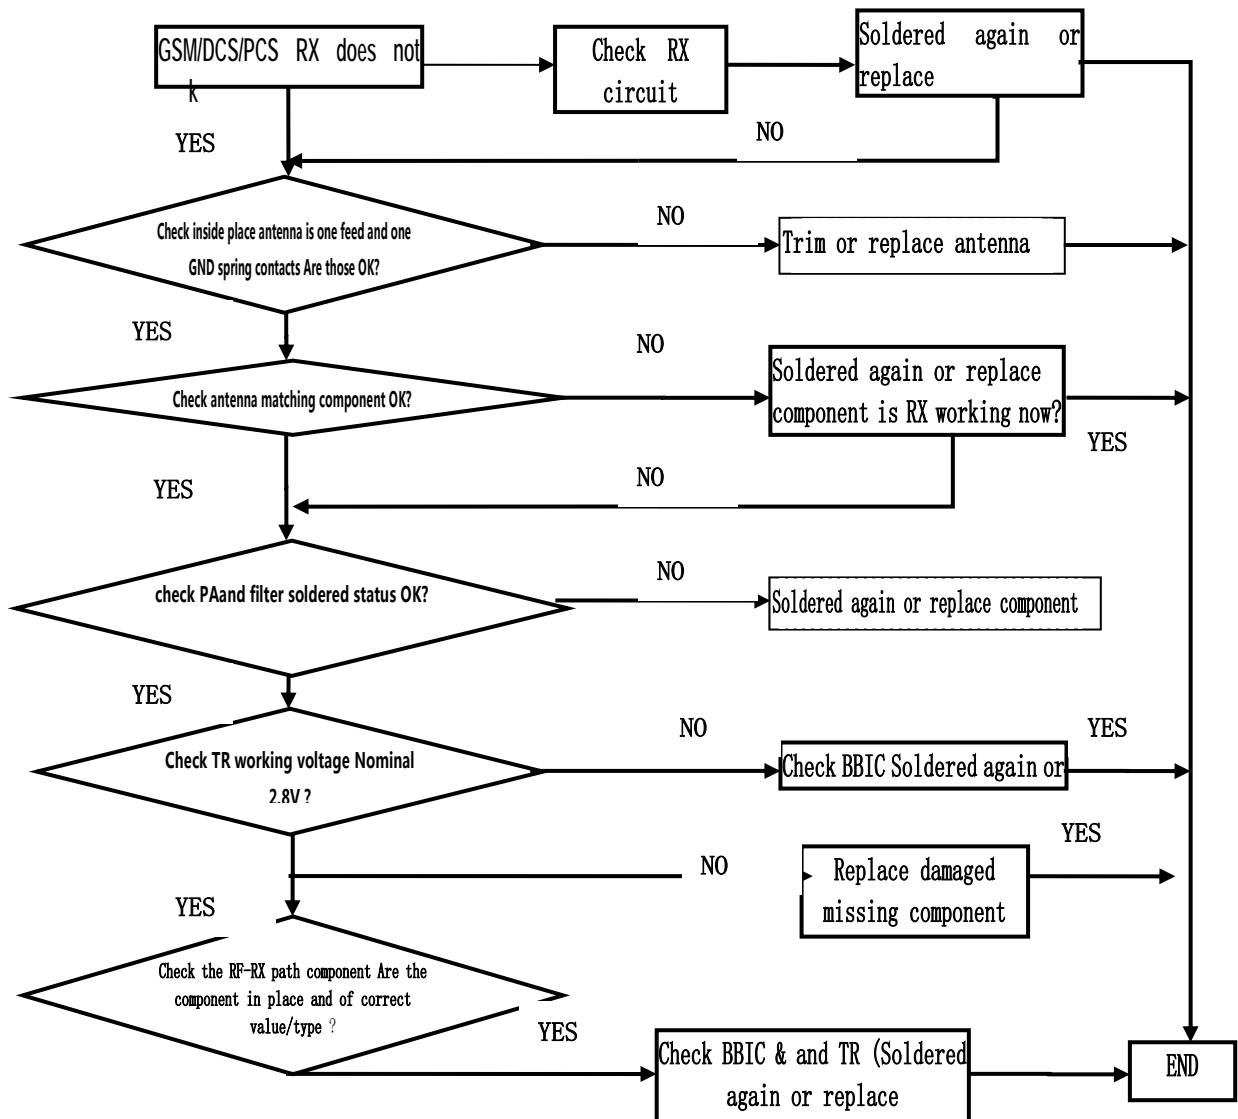 GSM/DCS/PCS RX does not
k
Check RX
circuit
Soldered again or
replace
YES
NO
Check inside place antenna is one feed and one
GND spring contacts Are those OK?
NO
Trim or replace antenna
YES
NO
Check antenna matching component OK?
Soldered again or replace
component is RX working now?
YES
YES
NO
check PAand filter soldered status OK?
NO
Soldered again or replace component
YES
NO
YES
Check TR working voltage Nominal
2.8V ?
Check BBIC Soldered again or
YES
NO
Replace damaged
missing component
YES
Check the RF-RX path component Are the
component in place and of correct
value/type ?
YES
Check BBIC & and TR (Soldered
again or replace
END